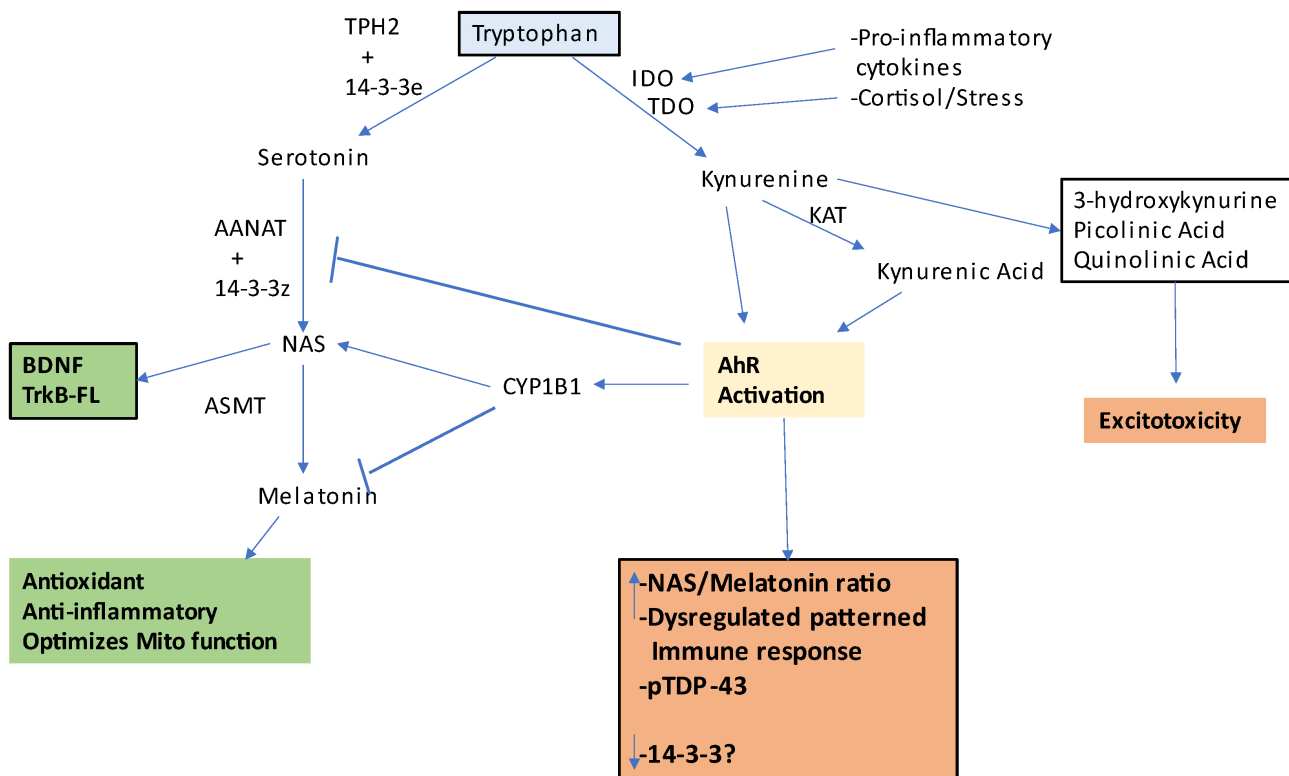 TPH2
+
14-3-3e
Tryptophan
IDO
TDO
-Pro-inflammatory
cytokines
-Cortisol/Stress
Serotonin
Kynurenine
KAT
Kynurenic Acid
3-hydroxykynurine
Picolinic Acid
Quinolinic Acid
AANAT
+
14-3-3z
NAS
BDNF
TrkB-FL
ASMT
CYP1B1
AhR
Activation
Excitotoxicity
Melatonin
Antioxidant
Anti-inflammatory
Optimizes Mito function
-NAS/Melatonin ratio
-Dysregulated patterned
Immune response
-pTDP-43
-14-3-3?